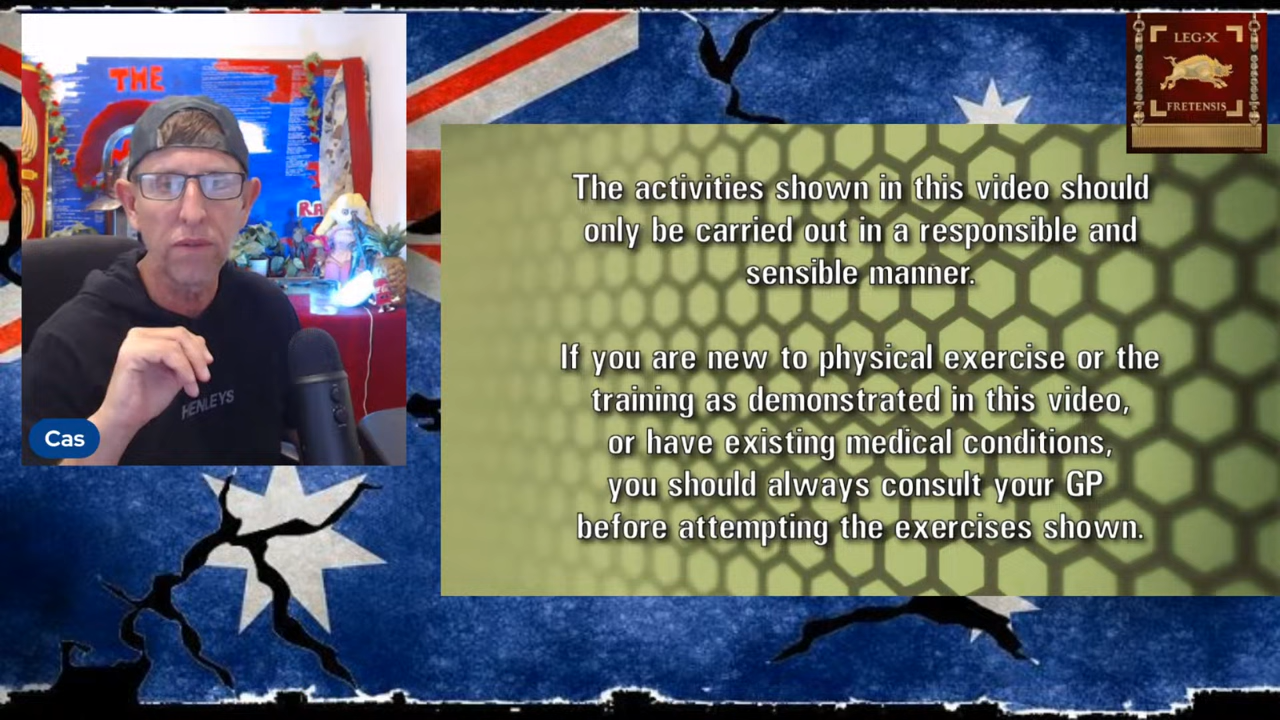 THE
HENLEYS
Cas
LEG·X
FRETENSIS
The activities shown in this video should
only be carried out in a responsible and
sensible manner.
If you are new to physical exercise or the
training as demonstrated in this video,
or have existing medical conditions,
you should always consult your GP
before attempting the exercises shown.